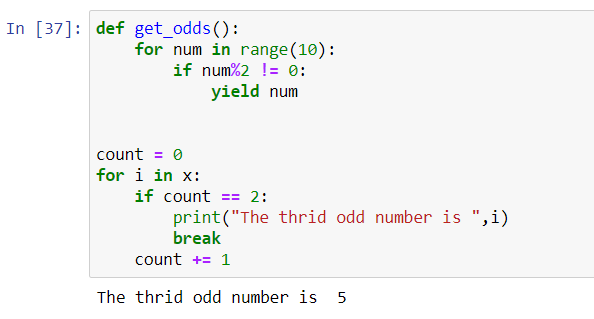 In [37]: def get_odds():
    for num in range(10):
        if num%2 != 0:
            yield num
count = 0
for i in x:
    if count == 2:
        print("The thrid odd number is ",i)
        break
    count += 1
The thrid odd number is  5